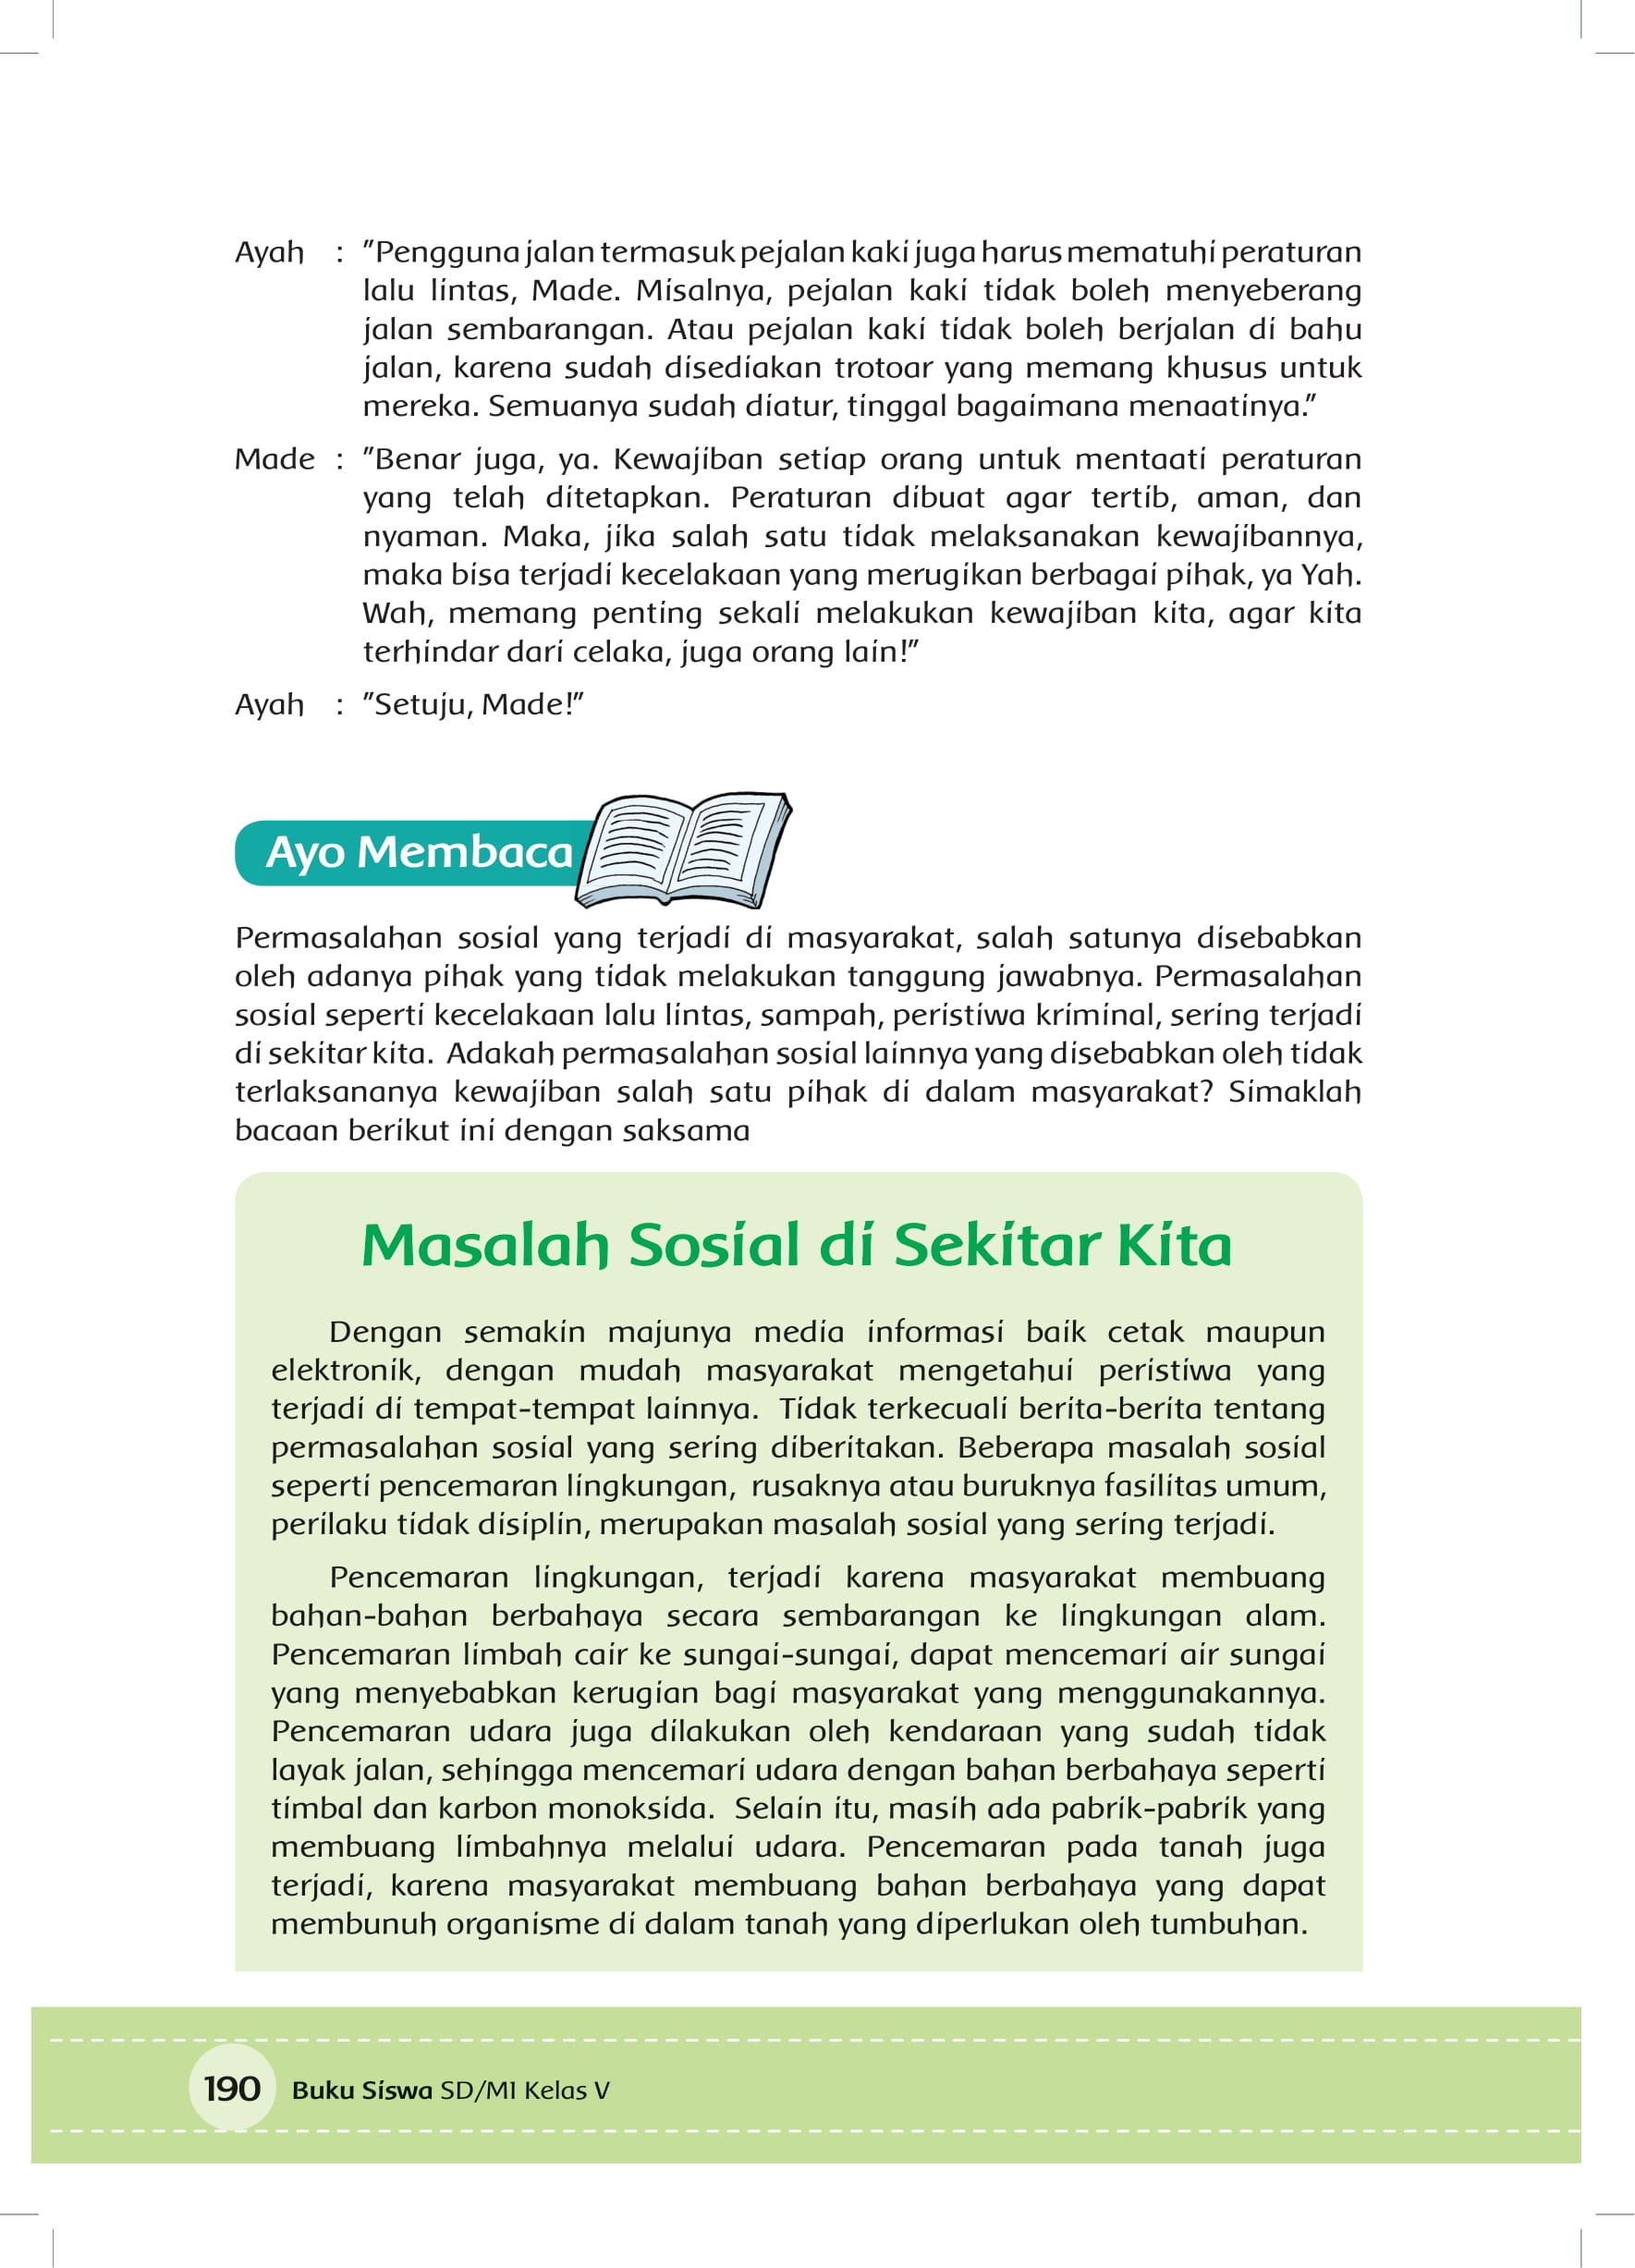 Ayah : "Pengguna jalan termasuk pejalan kaki juga harus mematuhi peraturan
lalu lintas, Made. Misalnya, pejalan kaki tidak boleh menyeberang
jalan sembarangan. Atau pejalan kaki tidak boleh berjalan di bahu
jalan, karena sudah disediakan trotoar yang memang khusus untuk
mereka. Semuanya sudah diatur, tinggal bagaimana menaatinya."
Made : "Benar juga, ya. Kewajiban setiap orang untuk mentaati peraturan
yang telah ditetapkan. Peraturan dibuat agar tertib, aman, dan
nyaman. Maka, jika salah satu tidak melaksanakan kewajibannya,
maka bisa terjadi kecelakaan yang merugikan berbagai pihak, ya Yah.
Wah, memang penting sekali melakukan kewajiban kita, agar kita
terhindar dari celaka, juga orang lain!"
Ayah : "Setuju, Made!"
Ayo Membaca
Permasalahan sosial yang terjadi di masyarakat, salah satunya disebabkan
oleh adanya pihak yang tidak melakukan tanggung jawabnya. Permasalahan
sosial seperti kecelakaan lalu lintas, sampah, peristiwa kriminal, sering terjadi
di sekitar kita. Adakah permasalahan sosial lainnya yang disebabkan oleh tidak
terlaksananya kewajiban salah satu pihak di dalam masyarakat? Simaklah
bacaan berikut ini dengan saksama
Masalah Sosial di Sekitar Kita
Dengan semakin majunya media informasi baik cetak maupun
elektronik, dengan mudah masyarakat mengetahui peristiwa yang
terjadi di tempat-tempat lainnya. Tidak terkecuali berita-berita tentang
permasalahan sosial yang sering diberitakan. Beberapa masalah sosial
seperti pencemaran lingkungan, rusaknya atau buruknya fasilitas umum,
perilaku tidak disiplin, merupakan masalah sosial yang sering terjadi.
Pencemaran lingkungan, terjadi karena masyarakat membuang
bahan-bahan berbahaya secara sembarangan ke lingkungan alam.
Pencemaran limbah cair ke sungai-sungai, dapat mencemari air sungai
yang menyebabkan kerugian bagi masyarakat yang menggunakannya.
Pencemaran udara juga dilakukan oleh kendaraan yang sudah tidak
layak jalan, sehingga mencemari udara dengan bahan berbahaya seperti
timbal dan karbon monoksida. Selain itu, masih ada pabrik-pabrik yang
membuang limbahnya melalui udara. Pencemaran pada tanah juga
terjadi, karena masyarakat membuang bahan berbahaya yang dapat
membunuh organisme di dalam tanah yang diperlukan oleh tumbuhan.
190 Buku Siswa SD/MI Kelas V